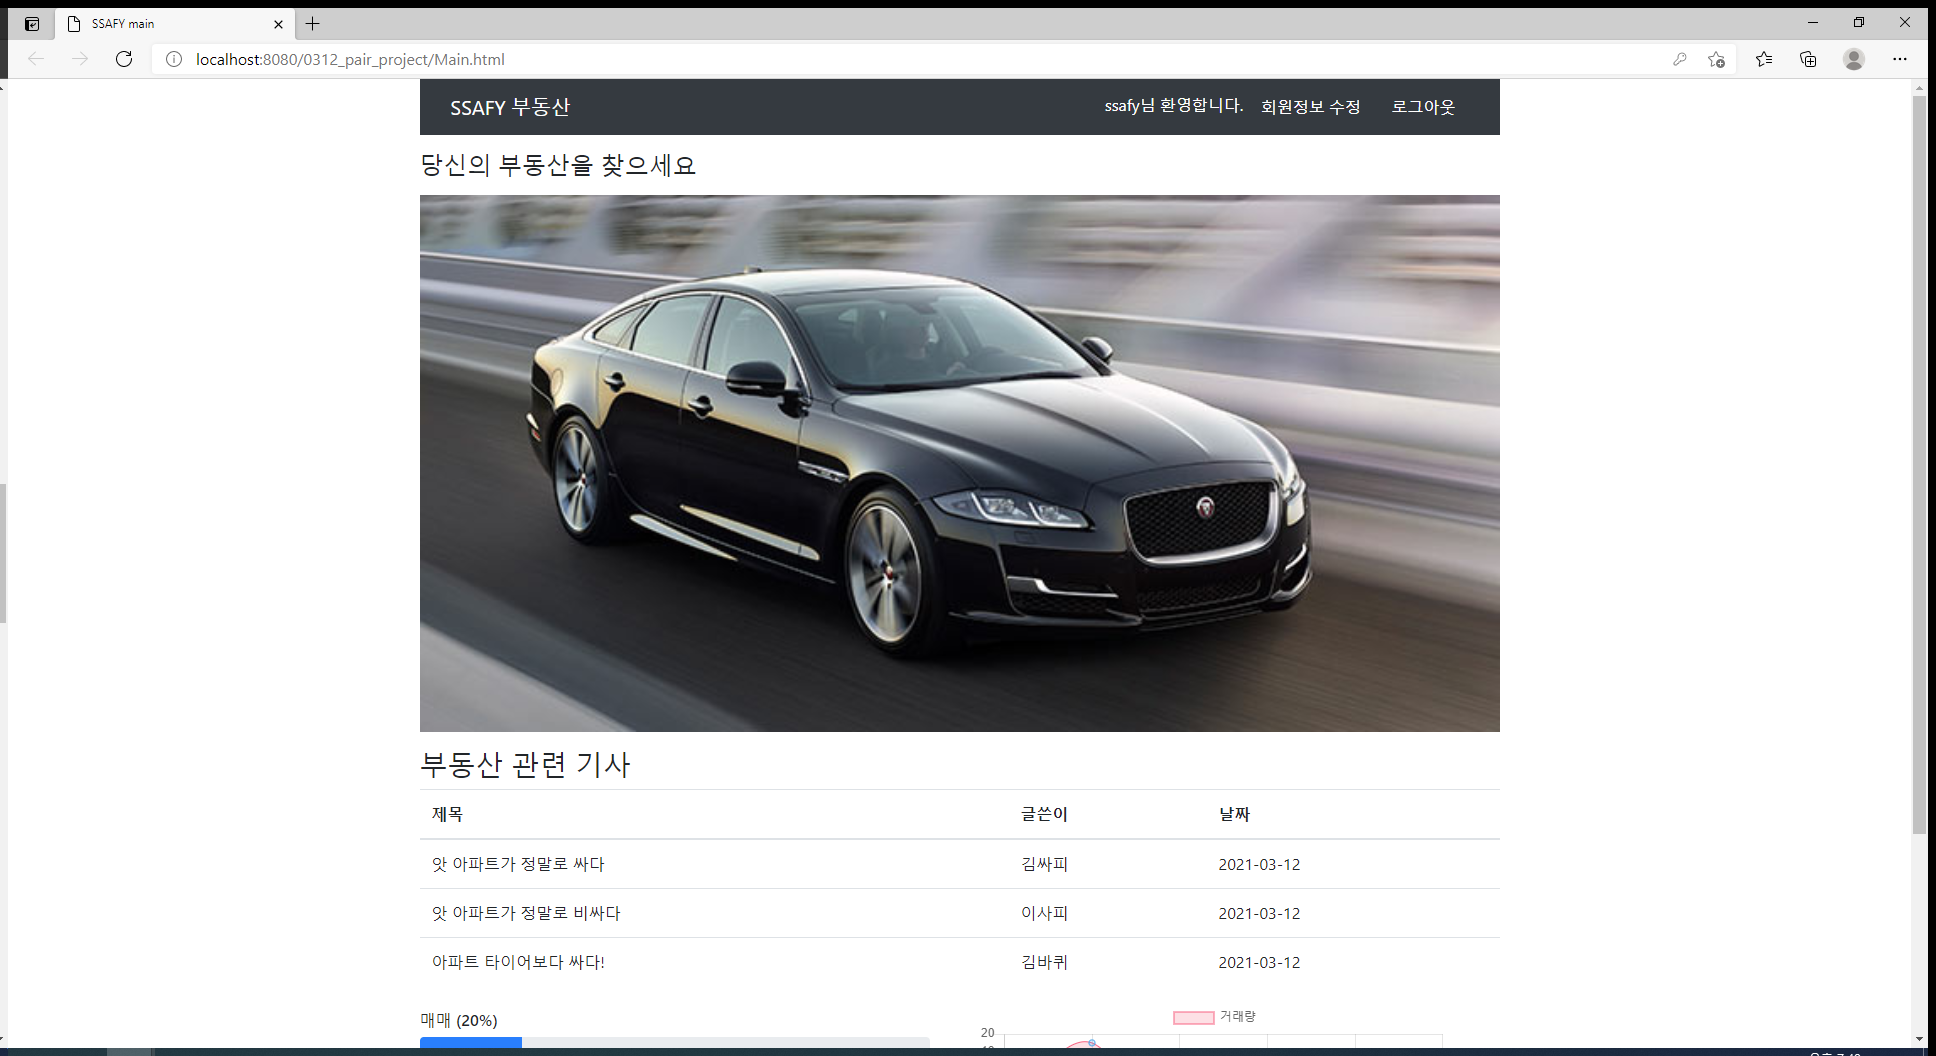 SSAFY main
localhost:8080/0312_pair_project/Main.html
SSAFY 부동산 ssafy님 환영합니다. 회원정보 수정 로그아웃
당신의 부동산을 찾으세요
부동산 관련 기사
제목 글쓴이 날짜
앗 아파트가 정말로 싸다 김싸피 2021-03-12
앗 아파트가 정말로 비싸다 이사피 2021-03-12
아파트 타이어보다 싸다! 김바퀴 2021-03-12
매매 (20%)
거래량
20